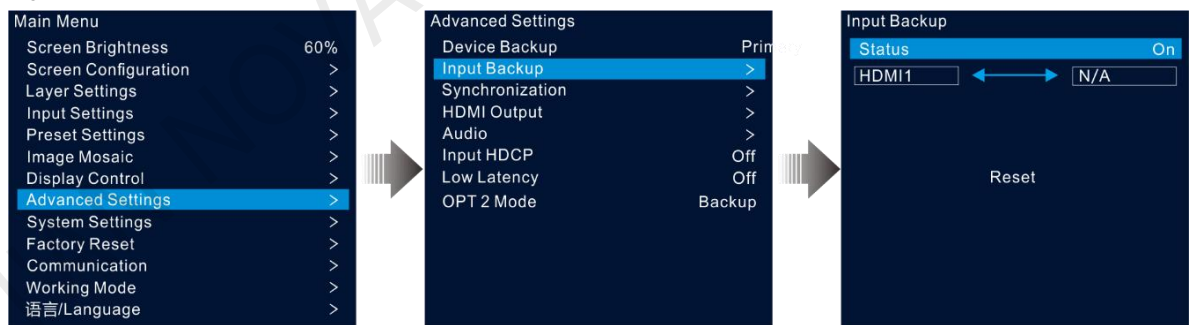 Main Menu
Screen Brightness 60%
Screen Configuration >
Layer Settings >
Input Settings >
Preset Settings >
Image Mosaic >
Display Control >
Advanced Settings >
System Settings >
Factory Reset >
Communication >
Working Mode >
语言/Language >
Advanced Settings
Device Backup Primary
Input Backup >
Synchronization >
HDMI Output >
Audio >
Input HDCP Off
Low Latency Off
OPT 2 Mode Backup
Input Backup
Status On
HDMI1 N/A
Reset